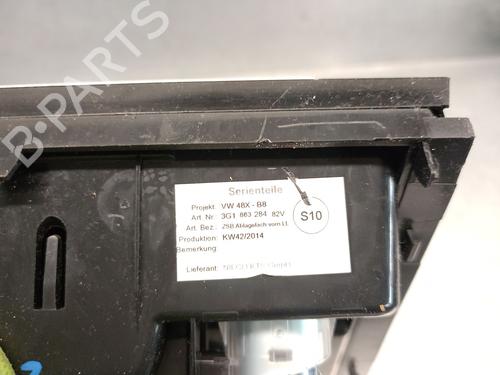 B-PARTS
Serienteile
Projekt: VW 48X - B8
Art. Nr. 3G1 863 284 82V
Art. Bez.: ZSB Ablagefach vorn LL
Produktion: KW42/2014
Bemerkung:
Lieferant:
S10